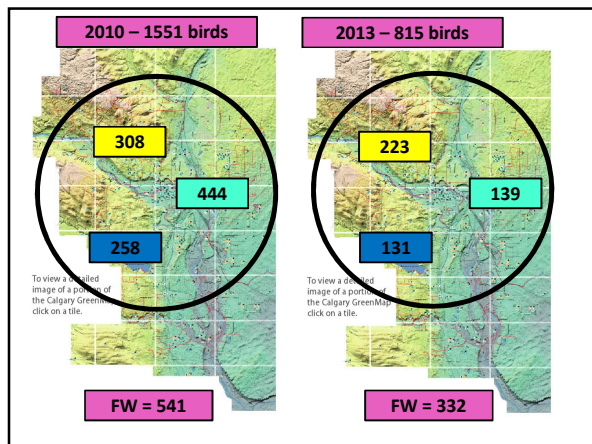 2010 – 1551 birds
308
444
258
To view a detailed
image of a portion of
the Calgary GreenMap
click on a tile.
FW = 541
2013 – 815 birds
223
139
131
To view a detailed
image of a portion of
the Calgary GreenMap
click on a tile.
FW = 332